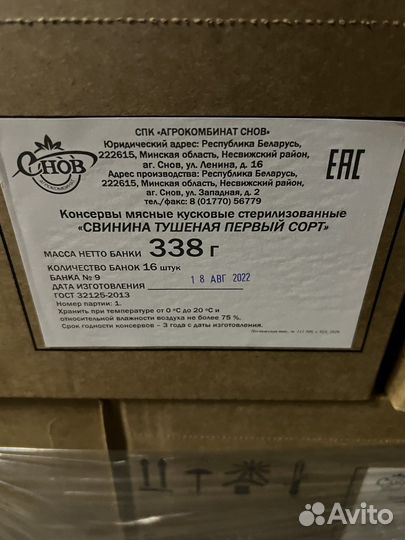 СНОВ
АГРОКОМБИНАТ
СПК «АГРОКОМБИНАТ СНОВ»
Юридический адрес: Республика Беларусь,
222615, Минская область, Несвижский район,
аг. Снов, ул. Ленина, д. 16
Адрес производства: Республика Беларусь,
222615, Минская область, Несвижский район,
аг. Снов, ул. Западная, д. 2
тел./факс: 8 (01770) 56779
ЕАС
Консервы мясные кусковые стерилизованные
«СВИНИНА ТУШЕНАЯ ПЕРВЫЙ СОРТ»
МАССА НЕТТО БАНКИ 338 г
КОЛИЧЕСТВО БАНОК 16 штук
БАНКА № 9
ДАТА ИЗГОТОВЛЕНИЯ 18 АВГ 2022
ГОСТ 32125-2013
Номер партии: 1.
Хранить при температуре от 0 °С до 20 °С и
относительной влажности воздуха не более 75 %.
Срок годности консервов – 3 года с даты изготовления.
Avito